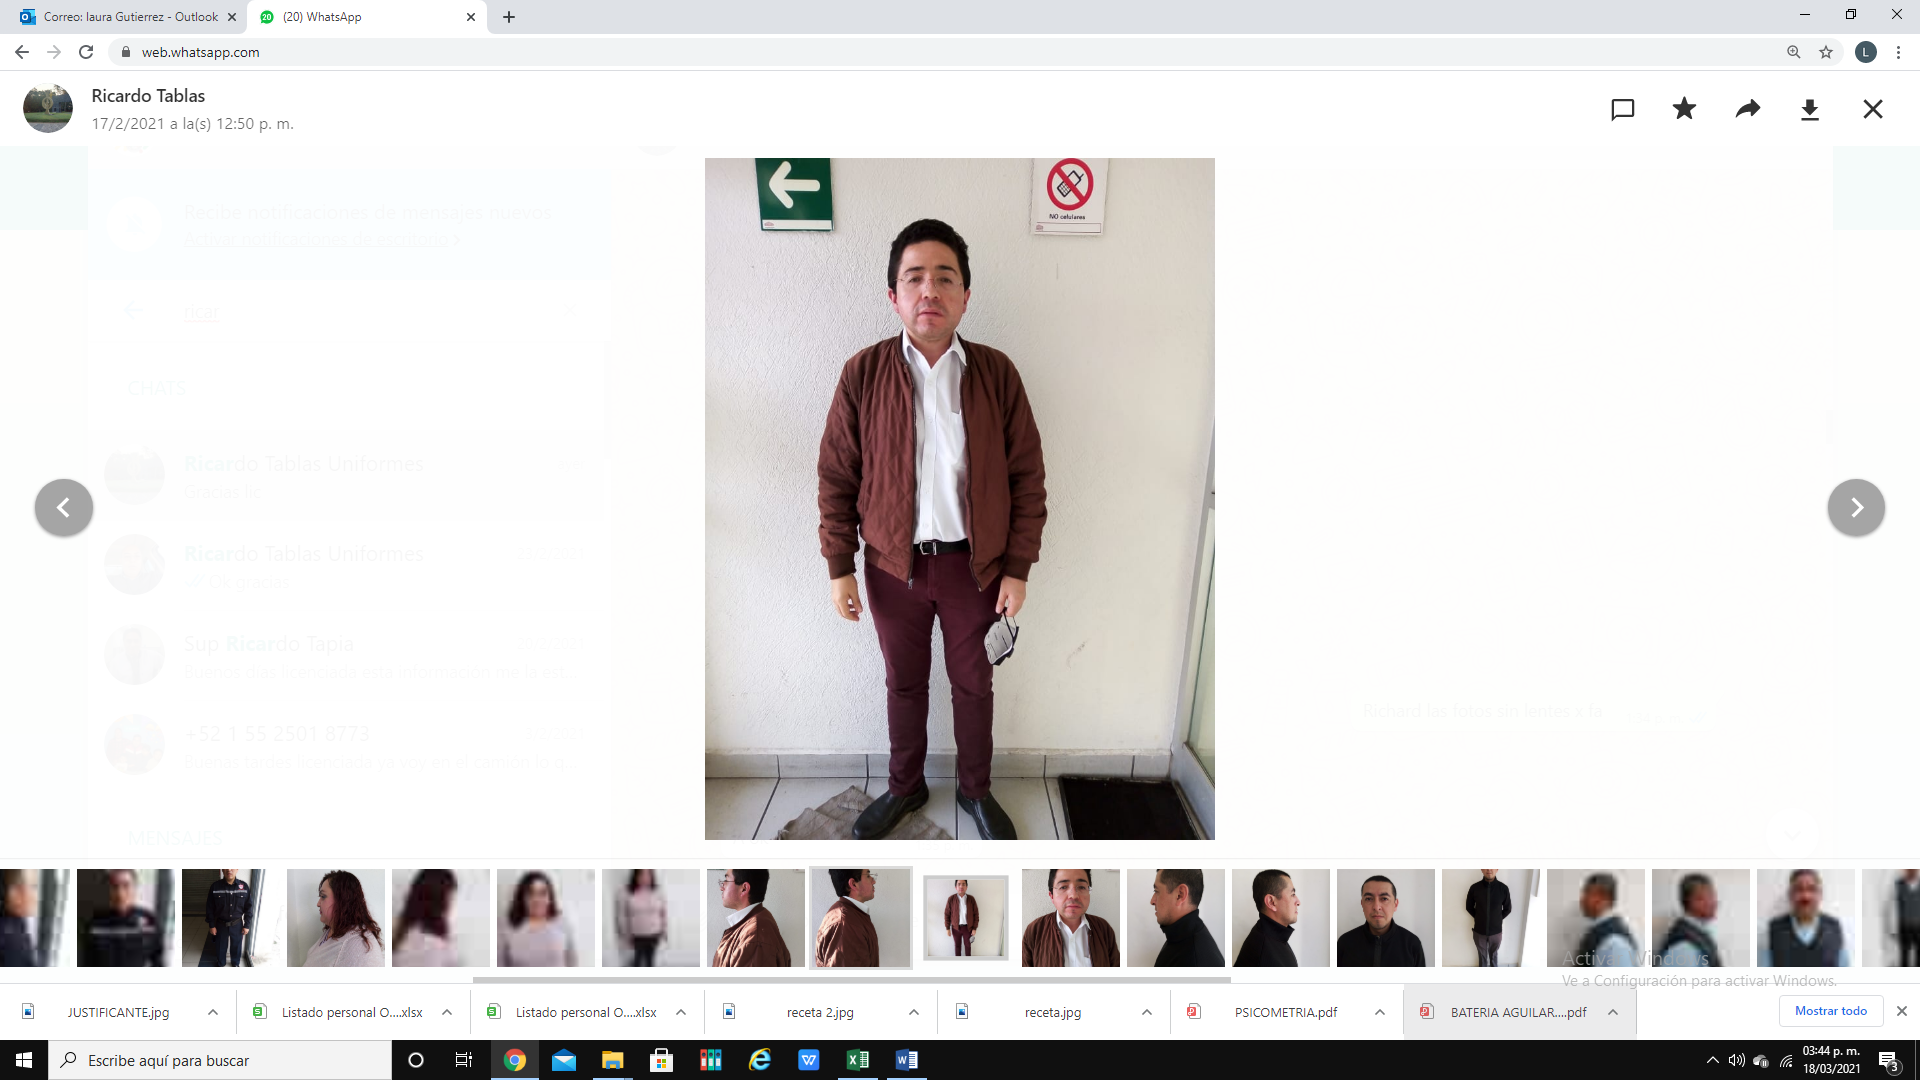 Correo: laura Gutierrez - Outlook
20
(20) WhatsApp
web.whatsapp.com
L
Ricardo Tablas
17/2/2021 a la(s) 12:50 p. m.
Recibe notificaciones de mensajes nuevos
Activar notificaciones de escritorio
ricar
CHATS
Ricardo Tablas Uniformes
Gracias lic
Ricardo Tablas Uniformes
Ok gracias
Sup Ricardo Tapia
Buenos días licenciada esta información me la est...
+52 1 55 2501 8773
Buenas tardes licenciada ya voy en el camión lo q...
MENSAJES
NO celulares
Richard las fotos sin lentes x fa
Activar Windows
Ve a Configuración para activar Windows.
JUSTIFICANTE.jpg
Listado personal O....xlsx
Listado personal O....xlsx
receta 2.jpg
receta.jpg
PSICOMETRIA.pdf
BATERIA AGUILAR....pdf
Mostrar todo
Escribe aquí para buscar
03:44 p. m.
18/03/2021
3